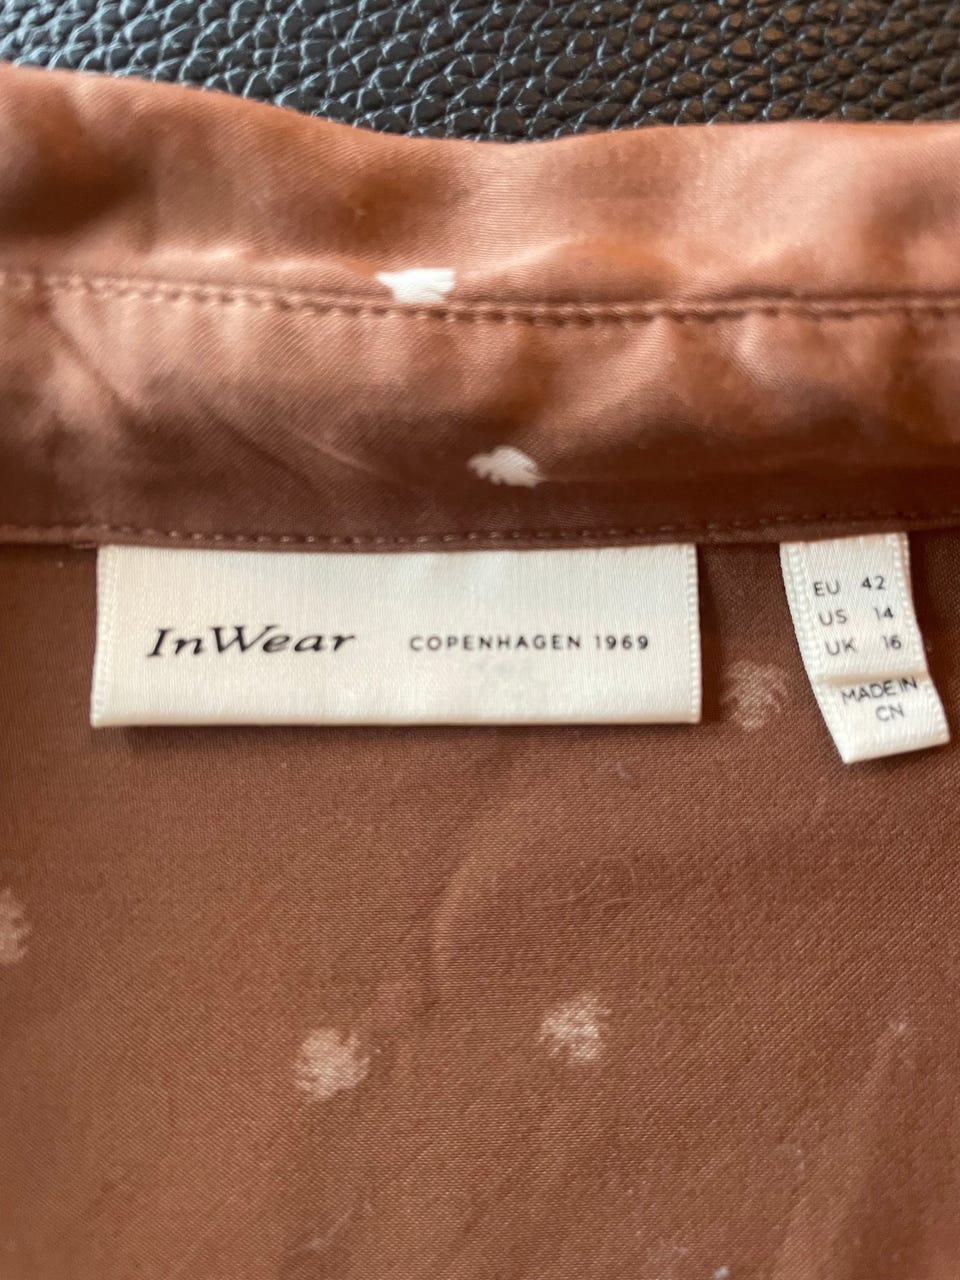 InWear COPENHAGEN 1969
EU 42
US 14
UK 16
MADE IN
CN